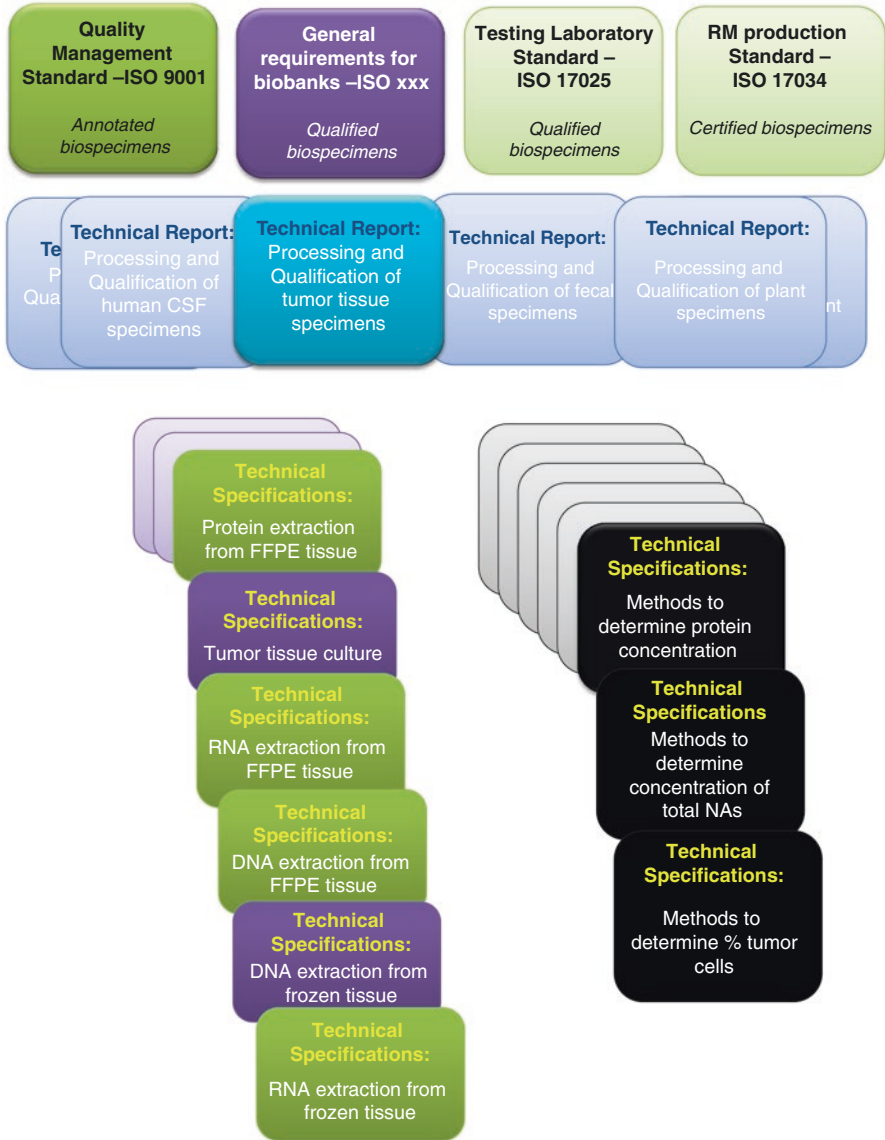 Quality
Management
Standard –ISO 9001
Annotated
biospecimens
General
requirements for
biobanks –ISO xxx
Qualified
biospecimens
Testing Laboratory
Standard –
ISO 17025
Qualified
biospecimens
RM production
Standard –
ISO 17034
Certified biospecimens
Technical Report:
Processing and
Qualification of
human CSF
specimens
Technical Report:
Processing and
Qualification of
tumor tissue
specimens
Technical Report:
Processing and
Qualification of fecal
specimens
Technical Report:
Processing and
Qualification of plant
specimens
Technical
Specifications:
Protein extraction
from FFPE tissue
Technical
Specifications:
Tumor tissue culture
Technical
Specifications:
RNA extraction from
FFPE tissue
Technical
Specifications:
DNA extraction from
FFPE tissue
Technical
Specifications:
DNA extraction from
frozen tissue
Technical
Specifications:
RNA extraction from
frozen tissue
Technical
Specifications:
Methods to
determine protein
concentration
Technical
Specifications
Methods to
determine
concentration of
total NAs
Technical
Specifications:
Methods to
determine % tumor
cells